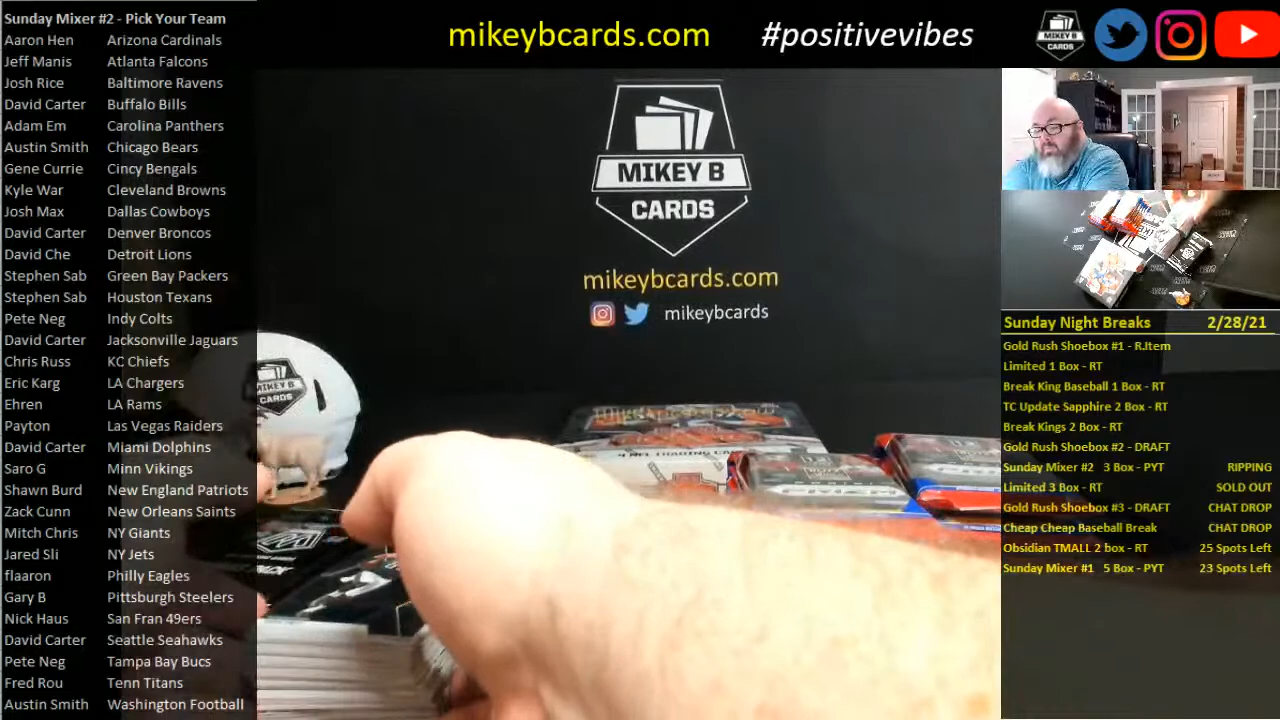 Sunday Mixer #2 - Pick Your Team
Aaron Hen Arizona Cardinals
Jeff Manis Atlanta Falcons
Josh Rice Baltimore Ravens
David Carter Buffalo Bills
Adam Em Carolina Panthers
Austin Smith Chicago Bears
Gene Currie Cincy Bengals
Kyle War Cleveland Browns
Josh Max Dallas Cowboys
David Carter Denver Broncos
David Che Detroit Lions
Stephen Sab Green Bay Packers
Stephen Sab Houston Texans
Pete Neg Indy Colts
David Carter Jacksonville Jaguars
Chris Russ KC Chiefs
Eric Karg LA Chargers
Ehren LA Rams
Payton Las Vegas Raiders
David Carter Miami Dolphins
Saro G Minn Vikings
Shawn Burd New England Patriots
Zack Cunn New Orleans Saints
Mitch Chris NY Giants
Jared Sli NY Jets
flaaron Philly Eagles
Gary B Pittsburgh Steelers
Nick Haus San Fran 49ers
David Carter Seattle Seahawks
Pete Neg Tampa Bay Bucs
Fred Rou Tenn Titans
Austin Smith Washington Football
mikeybcards.com #positivevibes
MIKEY B
CARDS
MIKEY B
CARDS
mikeybcards.com
mikeybcards
MIKEY B
CARDS
4 NFL TRADING CAR
PRIZM
Sunday Night Breaks 2/28/21
Gold Rush Shoebox #1 - R.Item
Limited 1 Box - RT
Break King Baseball 1 Box - RT
TC Update Sapphire 2 Box - RT
Break Kings 2 Box - RT
Gold Rush Shoebox #2 - DRAFT
Sunday Mixer #2 3 Box - PYT RIPPING
Limited 3 Box - RT SOLD OUT
Gold Rush Shoebox #3 - DRAFT CHAT DROP
Cheap Cheap Baseball Break CHAT DROP
Obsidian TMALL 2 box - RT 25 Spots Left
Sunday Mixer #1 5 Box - PYT 23 Spots Left